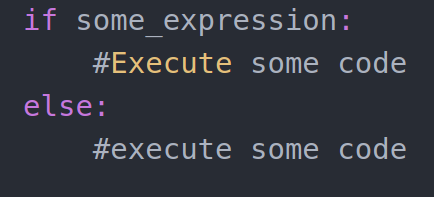 if some_expression:
    #Execute some code
else:
    #execute some code